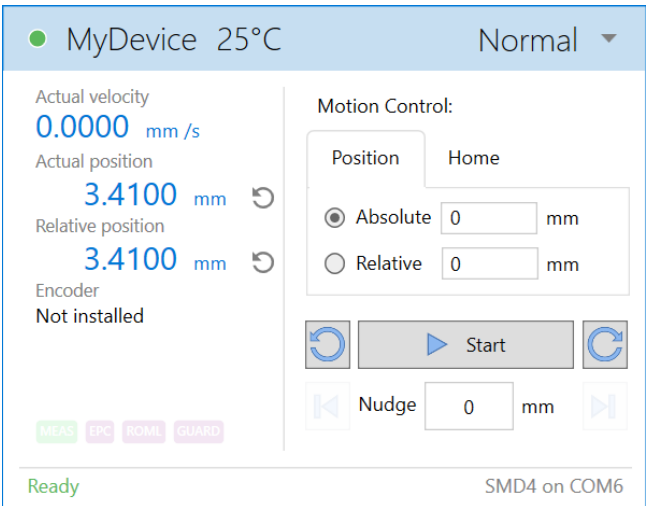 MyDevice 25°C
Normal
Actual velocity
0.0000 mm /s
Actual position
3.4100 mm
Relative position
3.4100 mm
Encoder
Not installed
MEAS EPC ROML GUARD
Motion Control:
Position Home
Absolute 0 mm
Relative 0 mm
Start
Nudge 0 mm
Ready
SMD4 on COM6